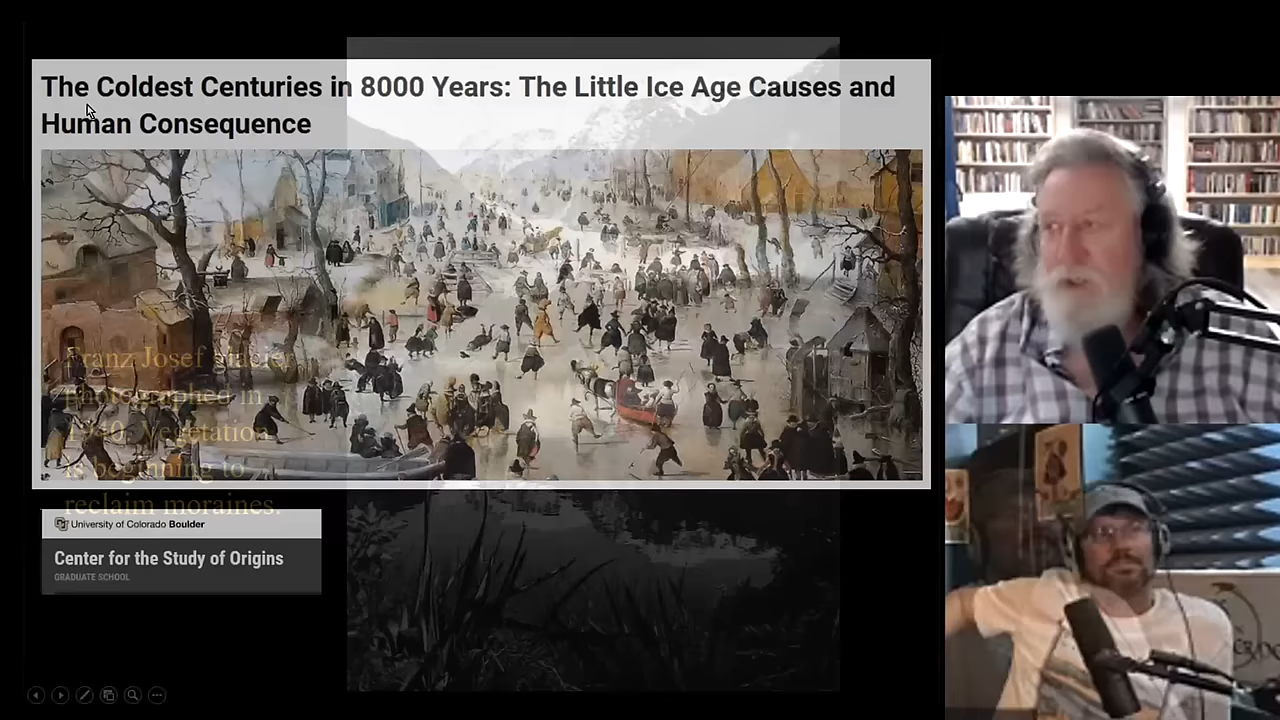 The Coldest Centuries in 8000 Years: The Little Ice Age Causes and
Human Consequence
Franz Josef glacier
photographed in
Vegetation
is beginning to
reclaim moraines.
University of Colorado Boulder
Center for the Study of Origins
GRADUATE SCHOOL